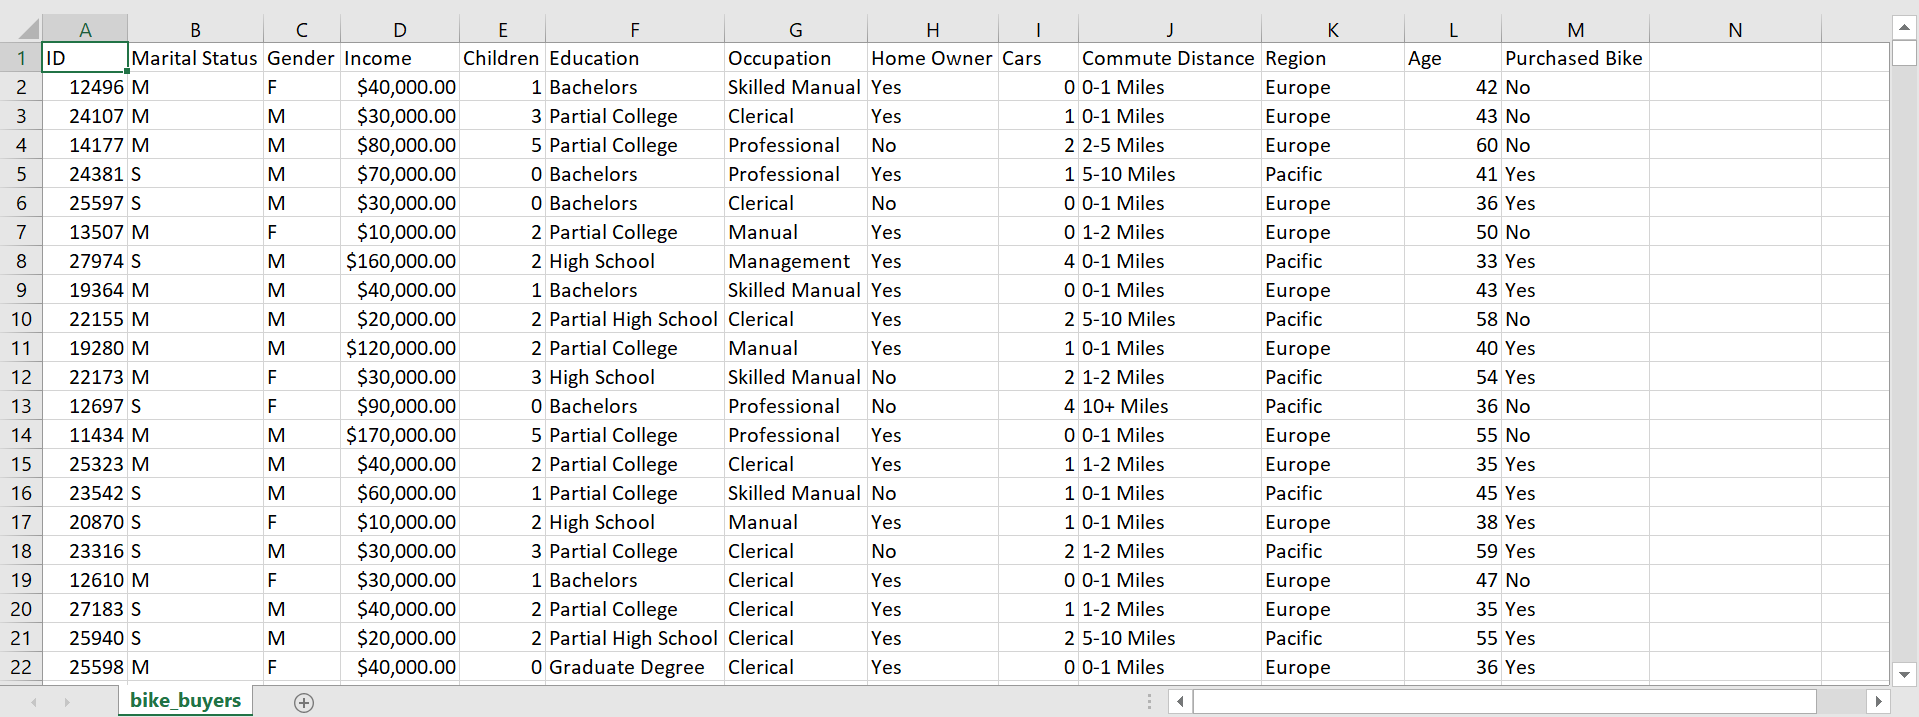 A B C D E F G H I J K L M N
1 ID Marital Status Gender Income Children Education Occupation Home Owner Cars Commute Distance Region Age Purchased Bike
2 12496 M F $40,000.00 1 Bachelors Skilled Manual Yes 0 0-1 Miles Europe 42 No
3 24107 M M $30,000.00 3 Partial College Clerical Yes 1 0-1 Miles Europe 43 No
4 14177 M M $80,000.00 5 Partial College Professional No 2 2-5 Miles Europe 60 No
5 24381 S M $70,000.00 0 Bachelors Professional Yes 1 5-10 Miles Pacific 41 Yes
6 25597 S M $30,000.00 0 Bachelors Clerical No 0 0-1 Miles Europe 36 Yes
7 13507 M F $10,000.00 2 Partial College Manual Yes 0 1-2 Miles Europe 50 No
8 27974 S M $160,000.00 2 High School Management Yes 4 0-1 Miles Pacific 33 Yes
9 19364 M M $40,000.00 1 Bachelors Skilled Manual Yes 0 0-1 Miles Europe 43 Yes
10 22155 M M $20,000.00 2 Partial High School Clerical Yes 2 5-10 Miles Pacific 58 No
11 19280 M M $120,000.00 2 Partial College Manual Yes 1 0-1 Miles Europe 40 Yes
12 22173 M F $30,000.00 3 High School Skilled Manual No 2 1-2 Miles Pacific 54 Yes
13 12697 S F $90,000.00 0 Bachelors Professional No 4 10+ Miles Pacific 36 No
14 11434 M M $170,000.00 5 Partial College Professional Yes 0 0-1 Miles Europe 55 No
15 25323 M M $40,000.00 2 Partial College Clerical Yes 1 1-2 Miles Europe 35 Yes
16 23542 S M $60,000.00 1 Partial College Skilled Manual No 1 0-1 Miles Pacific 45 Yes
17 20870 S F $10,000.00 2 High School Manual Yes 1 0-1 Miles Europe 38 Yes
18 23316 S M $30,000.00 3 Partial College Clerical No 2 1-2 Miles Pacific 59 Yes
19 12610 M F $30,000.00 1 Bachelors Clerical Yes 0 0-1 Miles Europe 47 No
20 27183 S M $40,000.00 2 Partial College Clerical Yes 1 1-2 Miles Europe 35 Yes
21 25940 S M $20,000.00 2 Partial High School Clerical Yes 2 5-10 Miles Pacific 55 Yes
22 25598 M F $40,000.00 0 Graduate Degree Clerical Yes 0 0-1 Miles Europe 36 Yes
bike_buyers